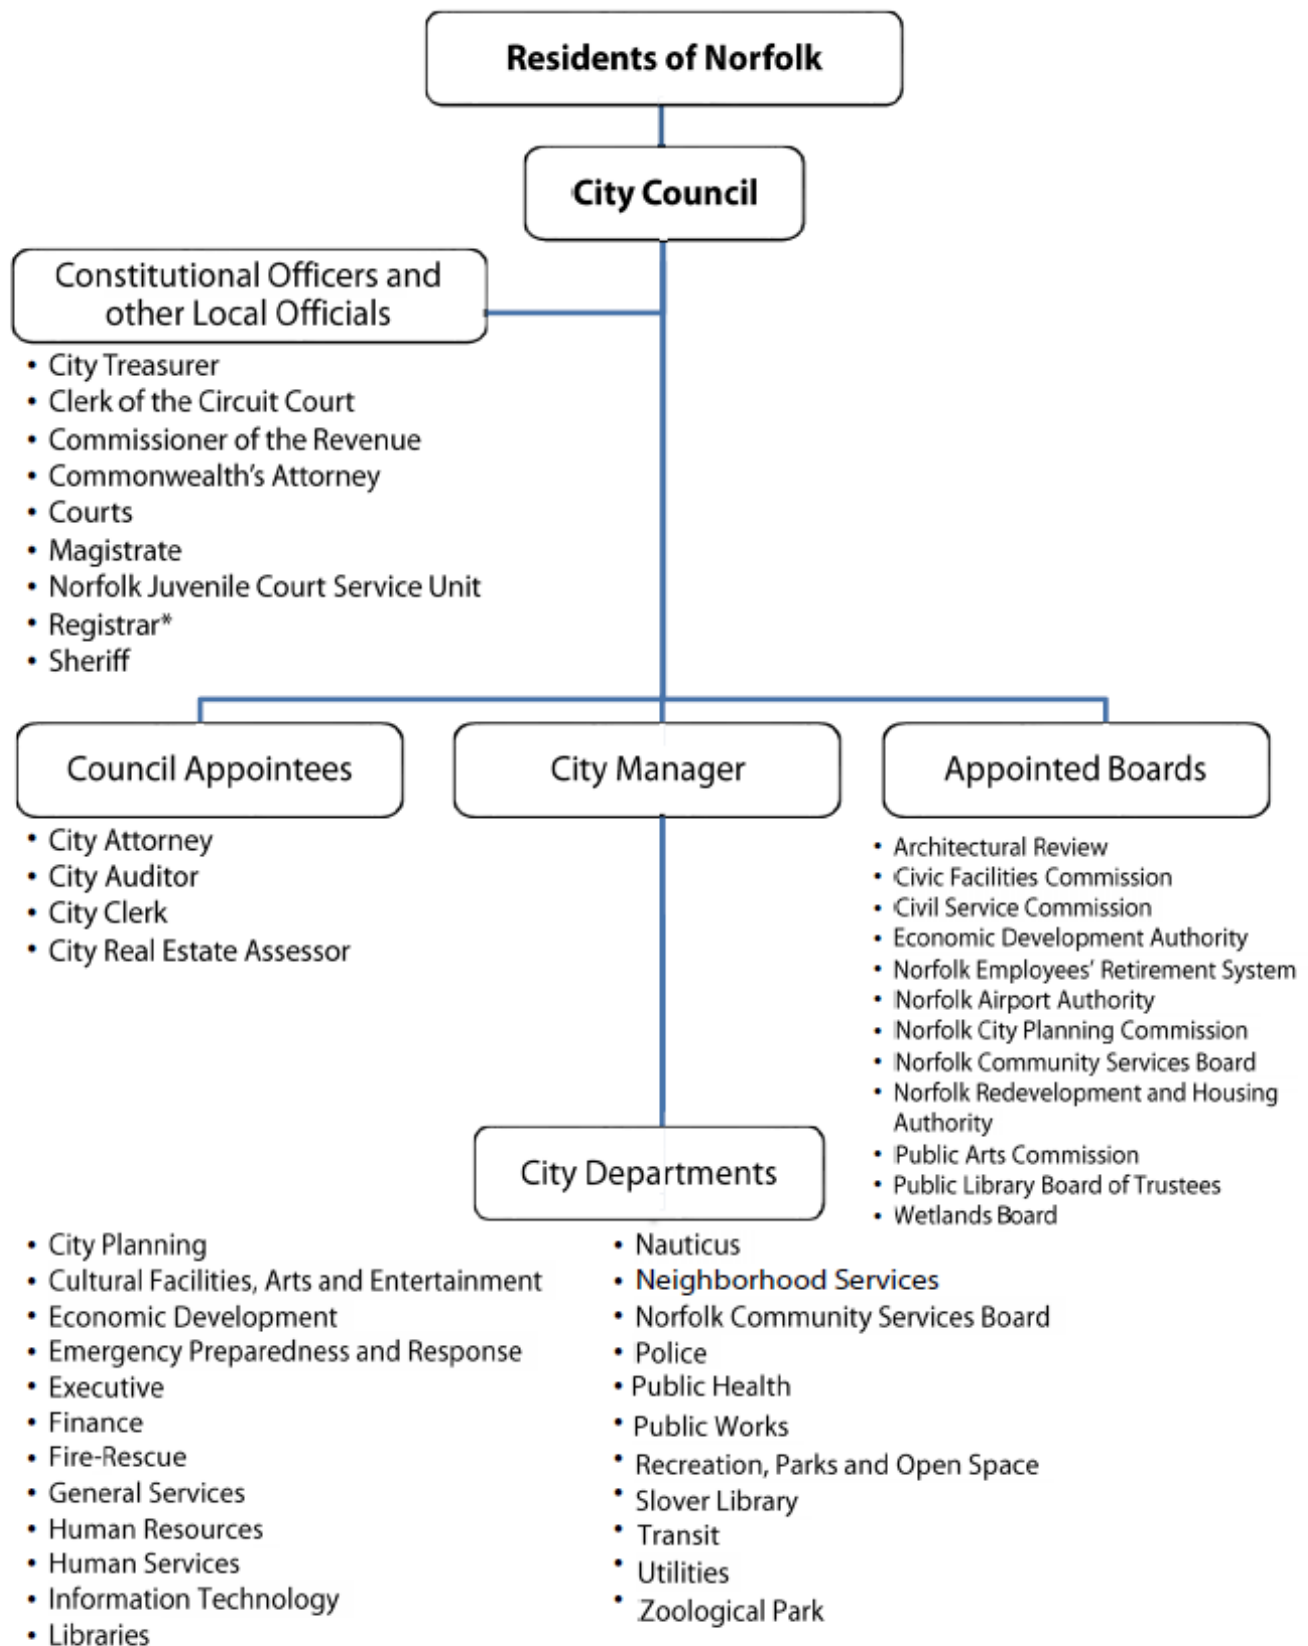 Residents of Norfolk
City Council
Constitutional Officers and
other Local Officials
• City Treasurer
• Clerk of the Circuit Court
• Commissioner of the Revenue
• Commonwealth's Attorney
• Courts
• Magistrate
• Norfolk Juvenile Court Service Unit
• Registrar*
• Sheriff
Council Appointees
• City Attorney
• City Auditor
• City Clerk
• City Real Estate Assessor
City Manager
Appointed Boards
• Architectural Review
• Civic Facilities Commission
• Civil Service Commission
• Economic Development Authority
• Norfolk Employees' Retirement System
• Norfolk Airport Authority
• Norfolk City Planning Commission
• Norfolk Community Services Board
• Norfolk Redevelopment and Housing
Authority
• Public Arts Commission
• Public Library Board of Trustees
• Wetlands Board
City Departments
• City Planning
• Cultural Facilities, Arts and Entertainment
• Economic Development
• Emergency Preparedness and Response
• Executive
• Finance
• Fire-Rescue
• General Services
• Human Resources
• Human Services
• Information Technology
• Libraries
• Nauticus
• Neighborhood Services
• Norfolk Community Services Board
• Police
• Public Health
• Public Works
• Recreation, Parks and Open Space
• Slover Library
• Transit
• Utilities
• Zoological Park